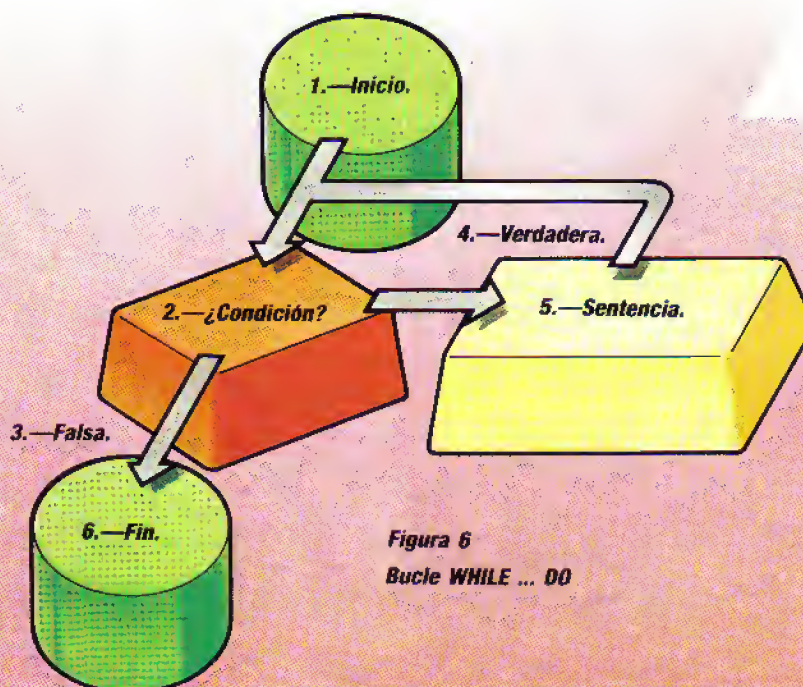 1.—Inicio.
4.—Verdadera.
2.—¿Condición?
5.—Sentencia.
3.—Falsa.
6.—Fin.
Figura 6
Bucle WHILE ... DO